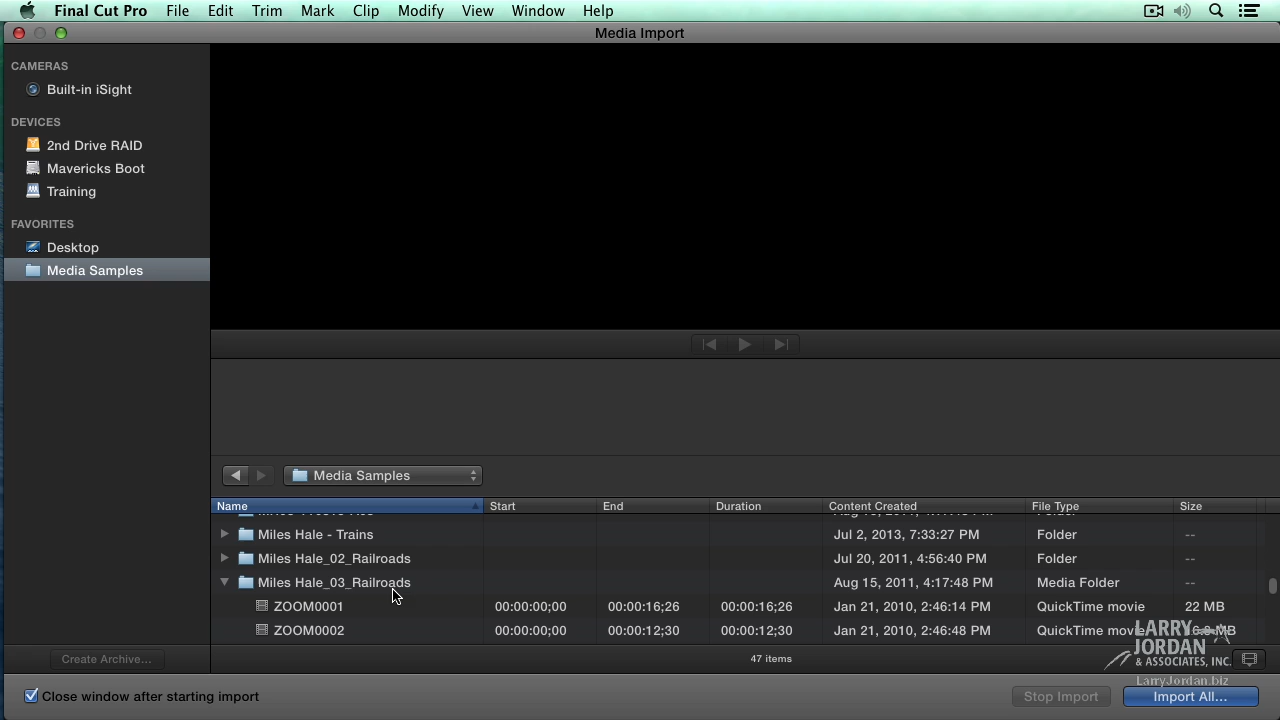 Final Cut Pro File Edit Trim Mark Clip Modify View Window Help
Media Import
CAMERAS
Built-in iSight
DEVICES
2nd Drive RAID
Mavericks Boot
Training
FAVORITES
Desktop
Media Samples
Media Samples
Name Start End Duration Content Created File Type Size
Miles Hale - Trains Jul 2, 2013, 7:33:27 PM Folder --
Miles Hale_02_Railroads Jul 20, 2011, 4:56:40 PM Folder --
Miles Hale_03_Railroads Aug 15, 2011, 4:17:48 PM Media Folder --
ZOOM0001 00:00:00;00 00:00:16;26 00:00:16;26 Jan 21, 2010, 2:46:14 PM QuickTime movie 22 MB
ZOOM0002 00:00:00;00 00:00:12;30 00:00:12;30 Jan 21, 2010, 2:46:48 PM QuickTime movie
LARRY
JORDAN
& ASSOCIATES, INC.
LarryJordan.biz
Create Archive...
47 items
Close window after starting import
Stop Import
Import All...